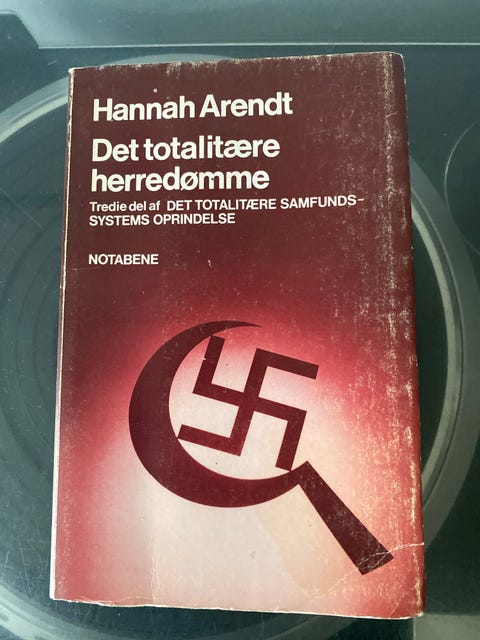 Hannah Arendt
Det totalitære
herredømme
Tredie del af DET TOTALITÆRE SAMFUNDS-
SYSTEMS OPRINDELSE
NOTABENE